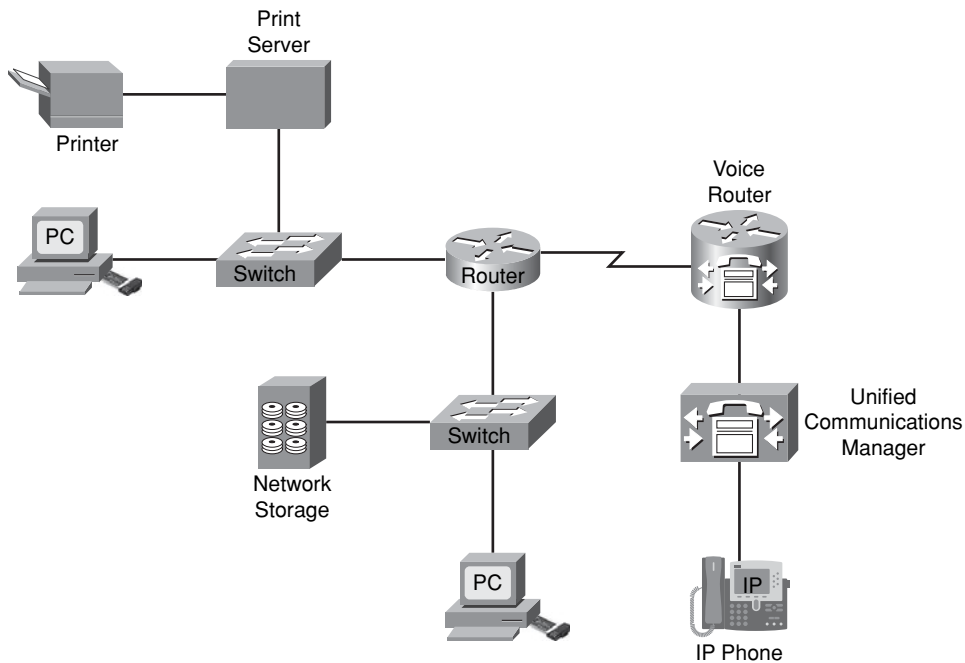 Print
Server
Printer
Voice
Router
PC
Switch
Router
Unified
Communications
Manager
Switch
Network
Storage
PC
IP
IP Phone